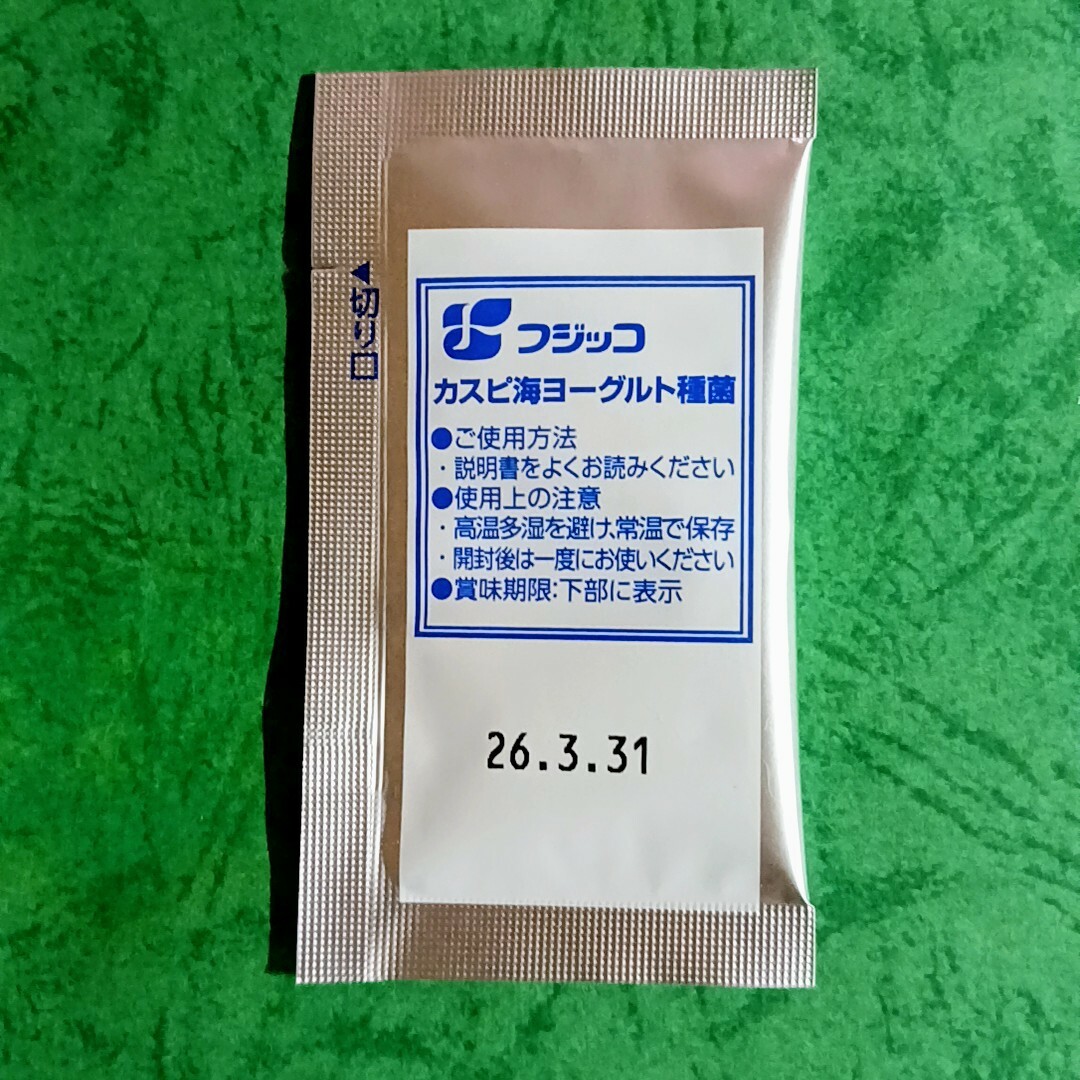 ◀切り口
フジッコ
カスピ海ヨーグルト種菌
●ご使用方法
・説明書をよくお読みください
●使用上の注意
・高温多湿を避け、常温で保存
・開封後は一度にお使いください
●賞味期限:下部に表示
26.3.31